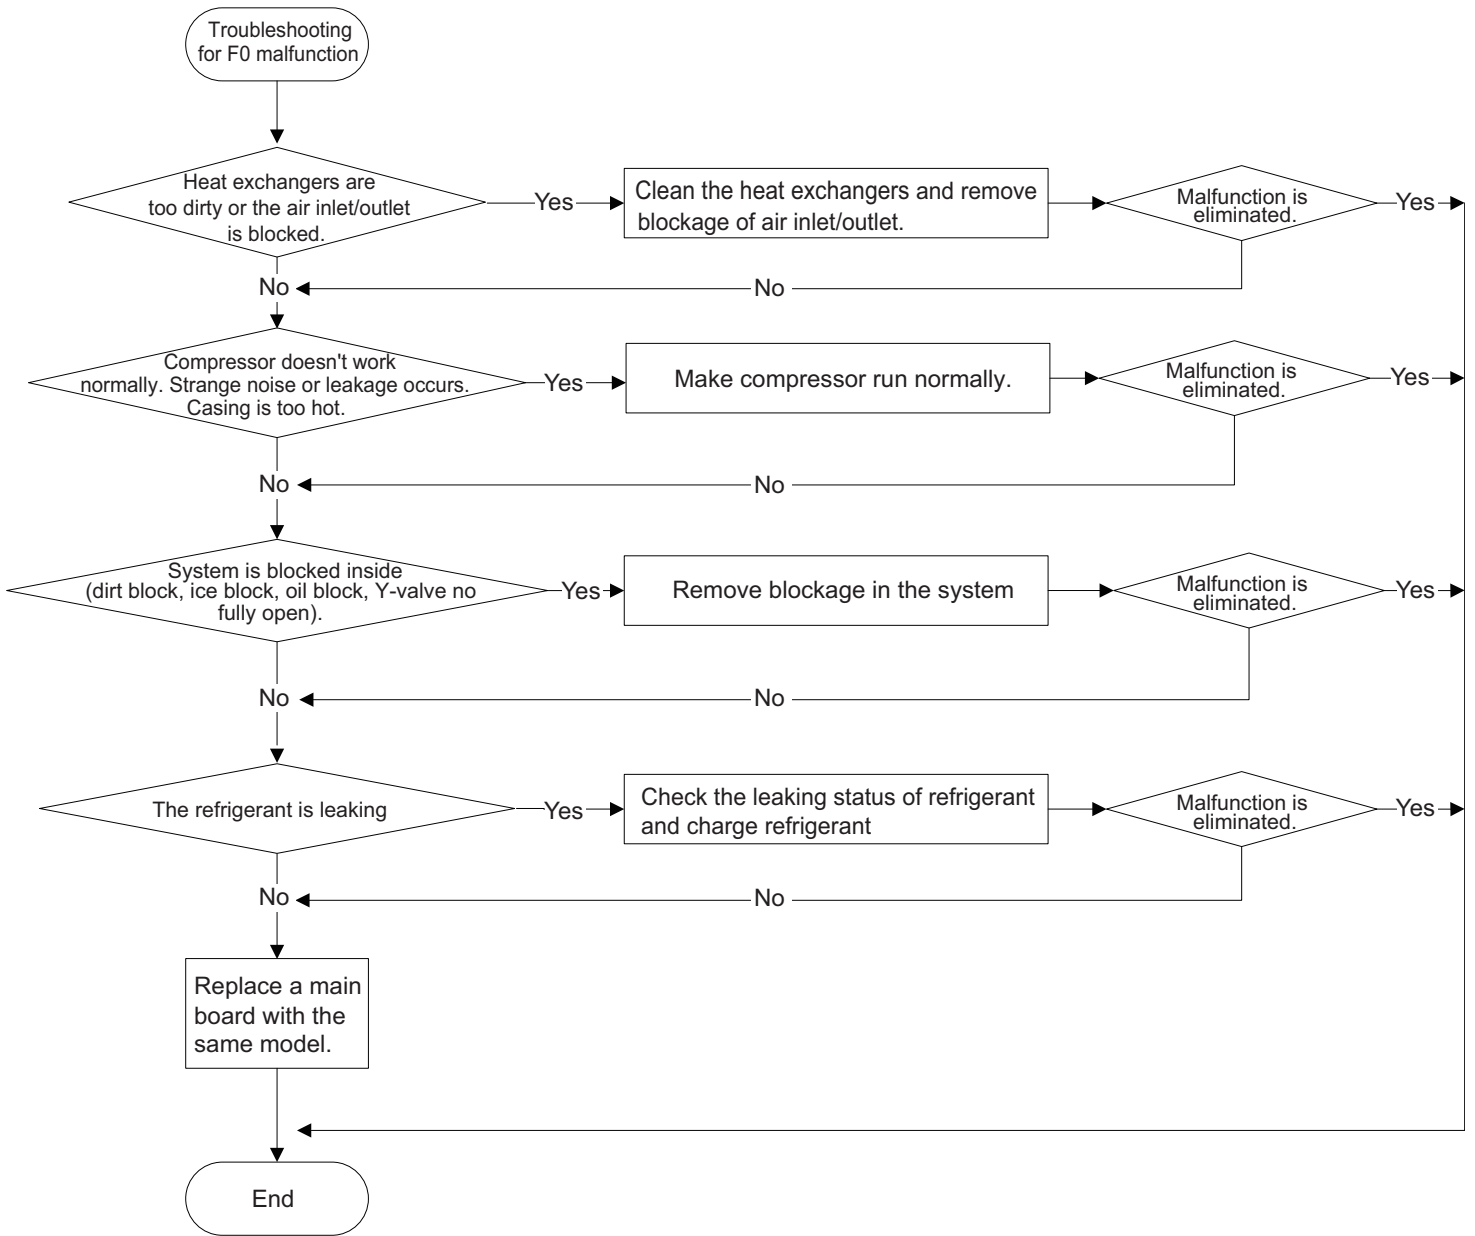 Troubleshooting
for F0 malfunction
Heat exchangers are
too dirty or the air inlet/outlet
is blocked.
Yes
Clean the heat exchangers and remove
blockage of air inlet/outlet.
Malfunction is
eliminated.
Yes
No
No
Compressor doesn't work
normally. Strange noise or leakage occurs.
Casing is too hot.
Yes
Make compressor run normally.
Malfunction is
eliminated.
Yes
No
No
System is blocked inside
(dirt block, ice block, oil block, Y-valve no
fully open).
Yes
Remove blockage in the system
Malfunction is
eliminated.
Yes
No
No
The refrigerant is leaking
Yes
Check the leaking status of refrigerant
and charge refrigerant
Malfunction is
eliminated.
Yes
No
No
Replace a main
board with the
same model.
End